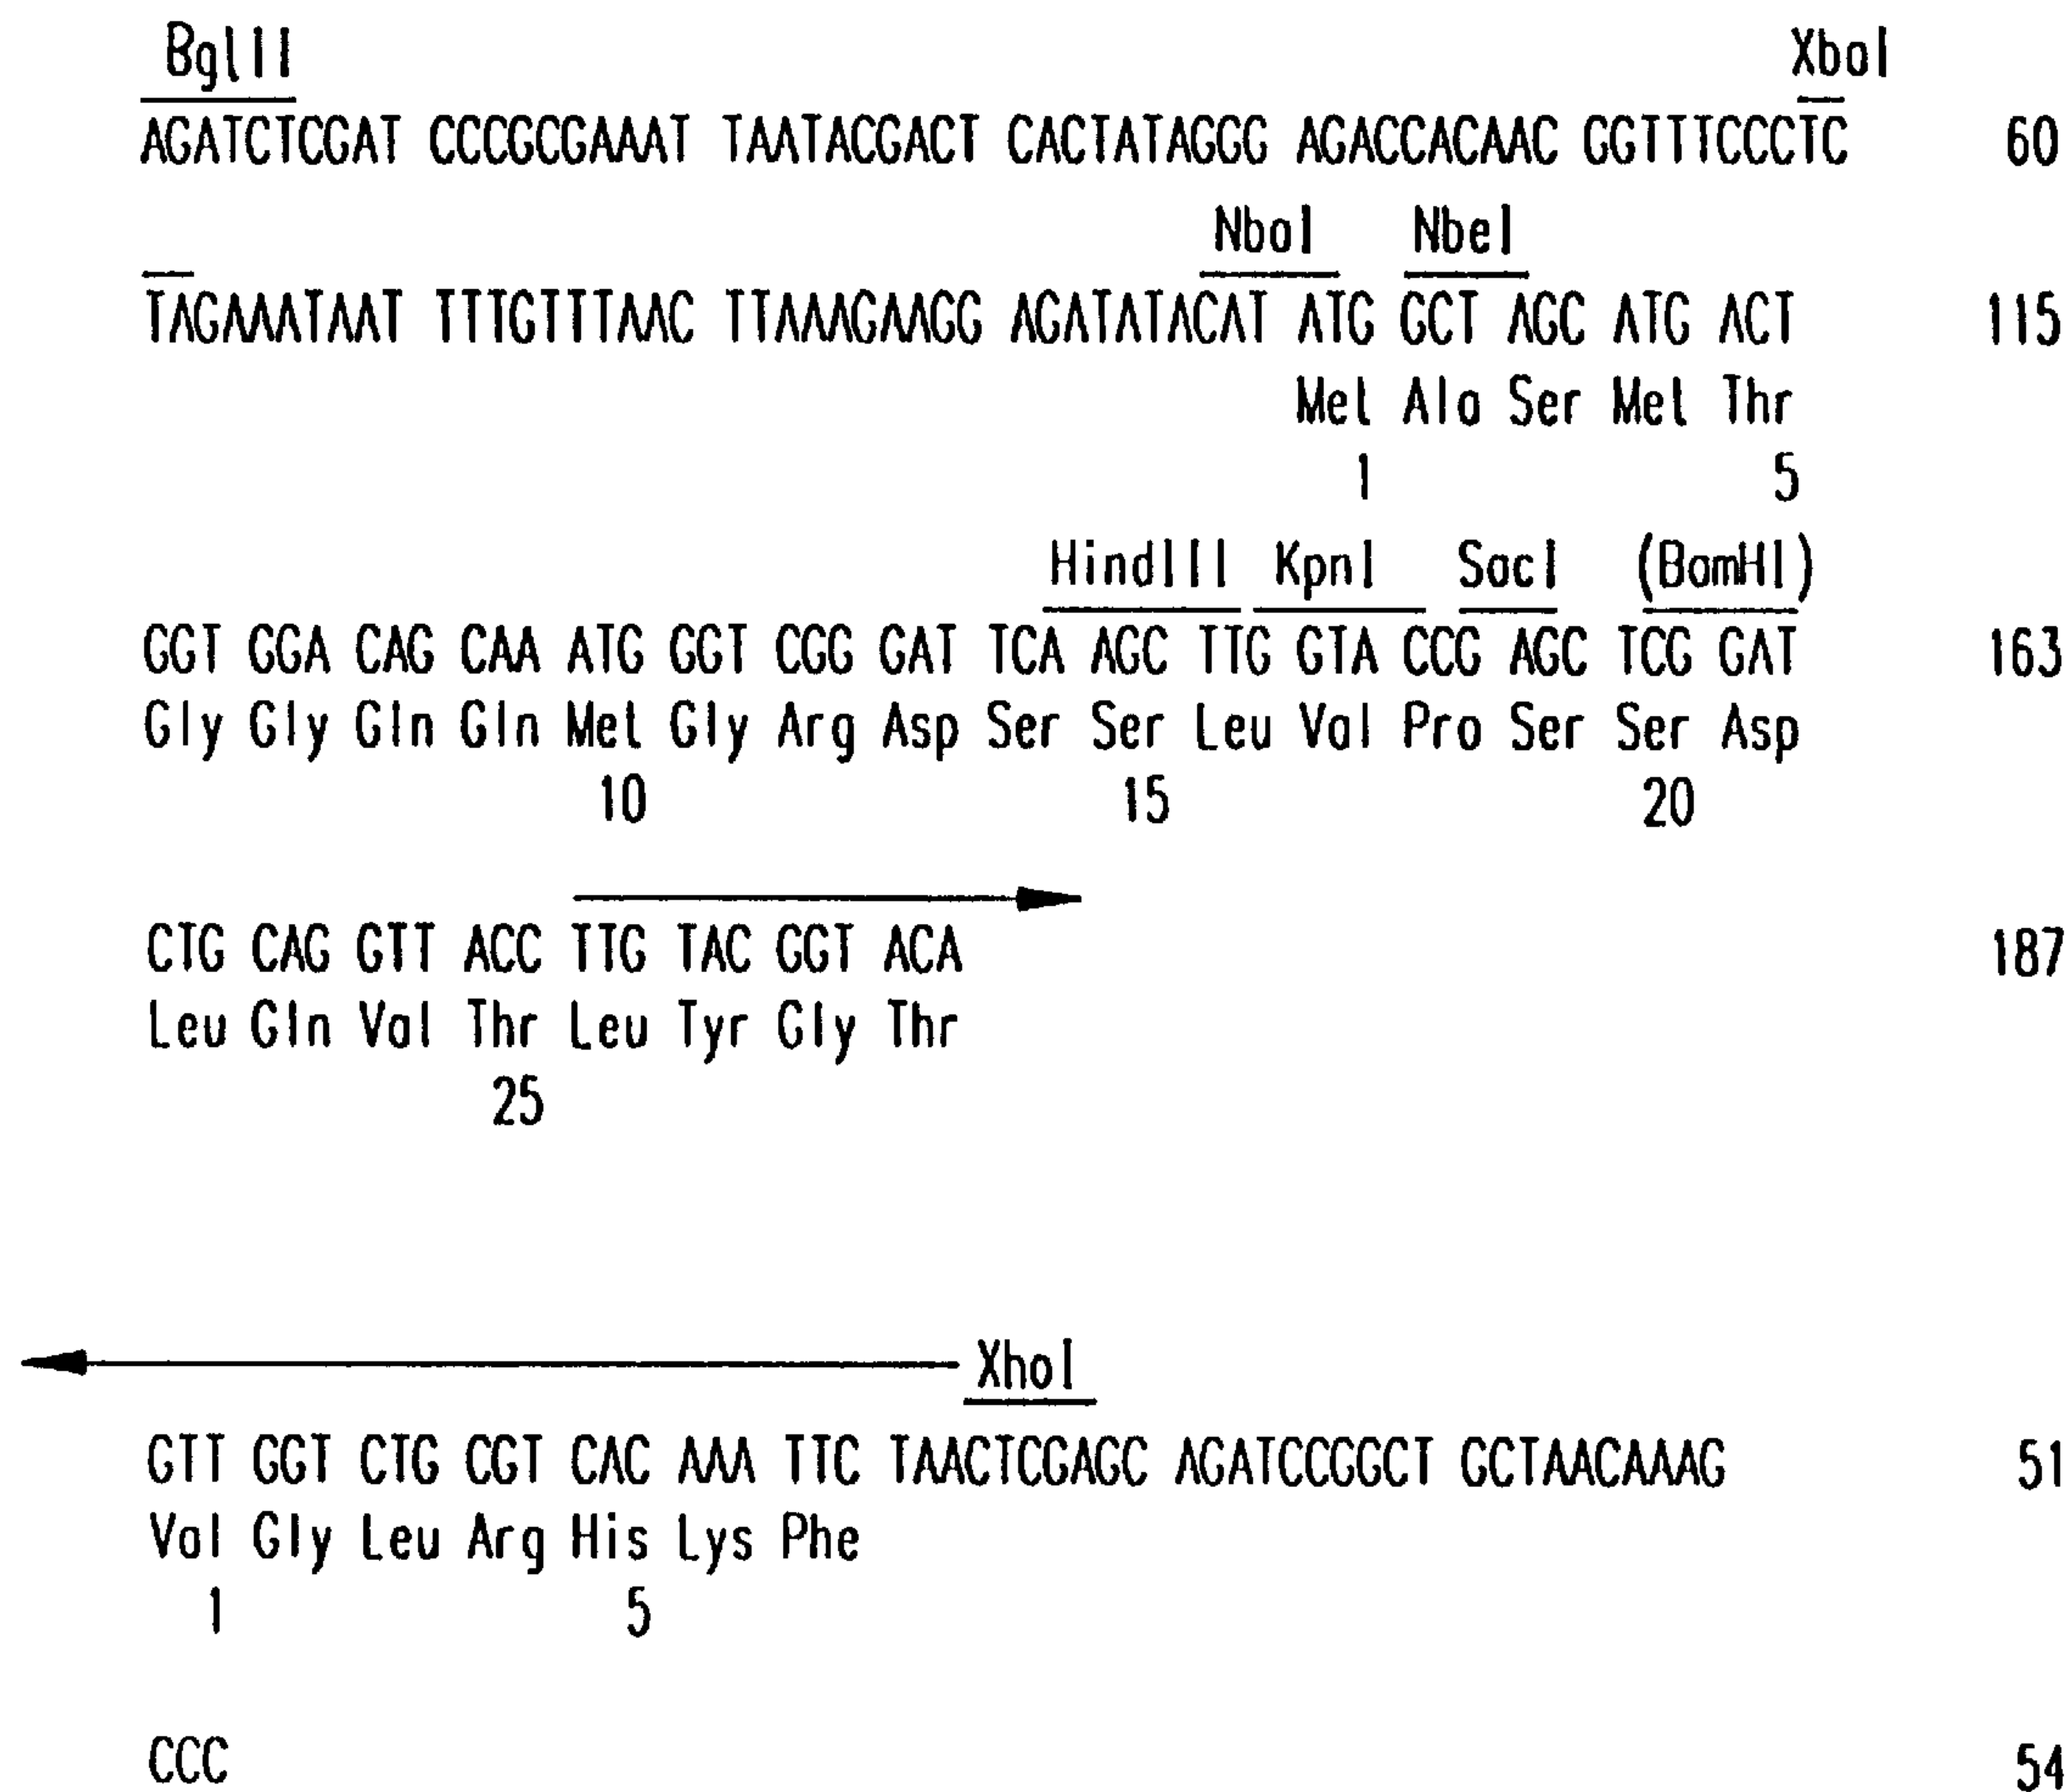 BglII XbaI
AGATCTCGAT CCCGCGAAAT TAATACGACT CACTATAGGG AGACCACAAC GGTTTCCCTC 60
NboI NbeI
TAGAAATAAT TTTGTTTAAC TTAAAGAAGG AGATATACAT ATG GCT AGC ATG ACT 115
Met Ala Ser Met Thr
1 5
HindIII KpnI SacI (BamHI)
GGT GGA CAG CAA ATG GGT CGG GAT TCA AGC TTG GTA CCG AGC TCG GAT 163
Gly Gly Gln Gln Met Gly Arg Asp Ser Ser Leu Val Pro Ser Ser Asp
10 15 20
CTG CAG GTT ACC TTG TAC GGT ACA 187
Leu Gln Val Thr Leu Tyr Gly Thr
25
XhoI
GTT GGT CTG CGT CAC AAA TTC TAACTCGAGC AGATCCGGCT GCTAACAAAG 51
Val Gly Leu Arg His Lys Phe
1 5
CCC 54